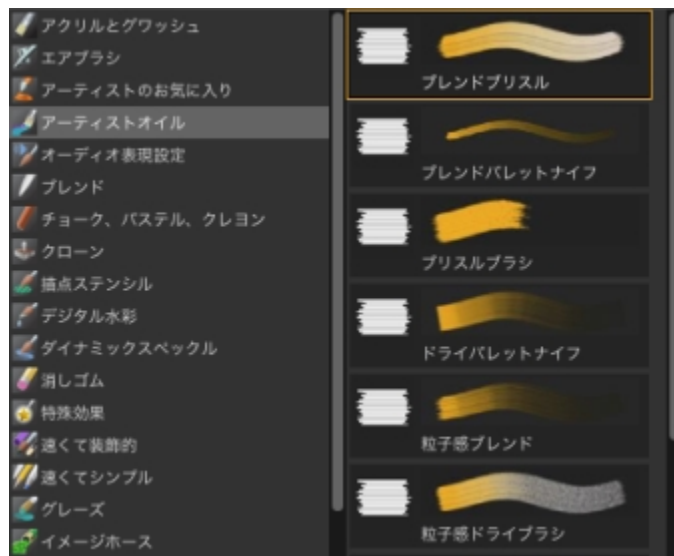 アクリルとグワッシュ
エアブラシ
アーティストのお気に入り
アーティストオイル
オーディオ表現設定
ブレンド
チョーク、パステル、クレヨン
クローン
描点ステンシル
デジタル水彩
ダイナミックスペックル
消しゴム
特殊効果
速くて装飾的
速くてシンプル
グレーズ
イメージホース
ブレンドブリスル
ブレンドパレットナイフ
ブリスルブラシ
ドライパレットナイフ
粒子感ブレンド
粒子感ドライブラシ